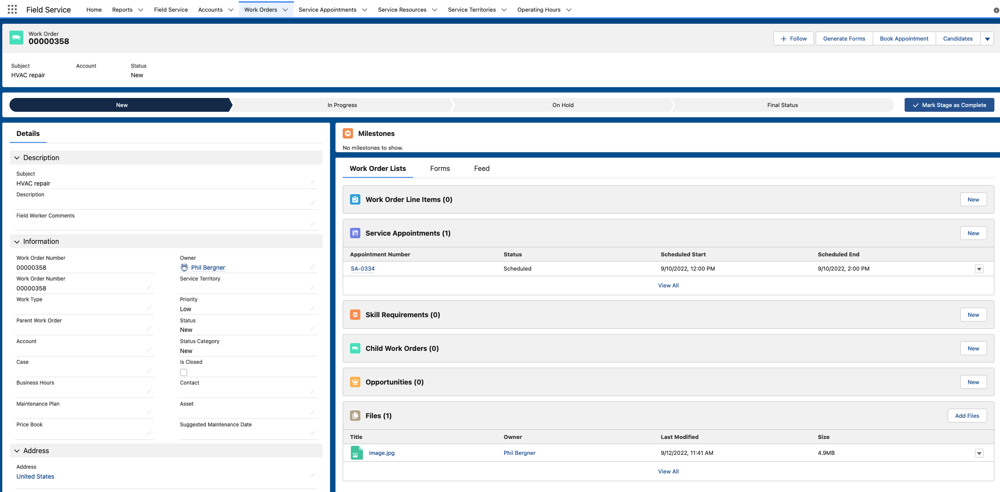 Field Service
Home
Reports
Field Service
Accounts
Work Orders
Service Appointments
Service Resources
Service Territories
Operating Hours
Work Order
00000358
Follow
Generate Forms
Book Appointment
Candidates
Subject
Account
Status
HVAC repair
New
New
In Progress
On Hold
Final Status
Mark Stage as Complete
Details
Description
Subject
HVAC repair
Description
Field Worker Comments
Information
Work Order Number
00000358
Owner
Phil Bergner
Work Order Number
00000358
Service Territory
Work Type
Priority
Low
Parent Work Order
Status
New
Account
Status Category
New
Case
Is Closed
Business Hours
Contact
Maintenance Plan
Asset
Price Book
Suggested Maintenance Date
Address
Address
United States
Milestones
No milestones to show.
Work Order Lists
Forms
Feed
Work Order Line Items (0)
New
Service Appointments (1)
New
Appointment Number
Status
Scheduled Start
Scheduled End
SA-0334
Scheduled
9/10/2022, 12:00 PM
9/10/2022, 2:00 PM
View All
Skill Requirements (0)
New
Child Work Orders (0)
New
Opportunities (0)
New
Files (1)
Add Files
Title
Owner
Last Modified
Size
image.jpg
Phil Bergner
9/12/2022, 11:41 AM
4.9MB
View All